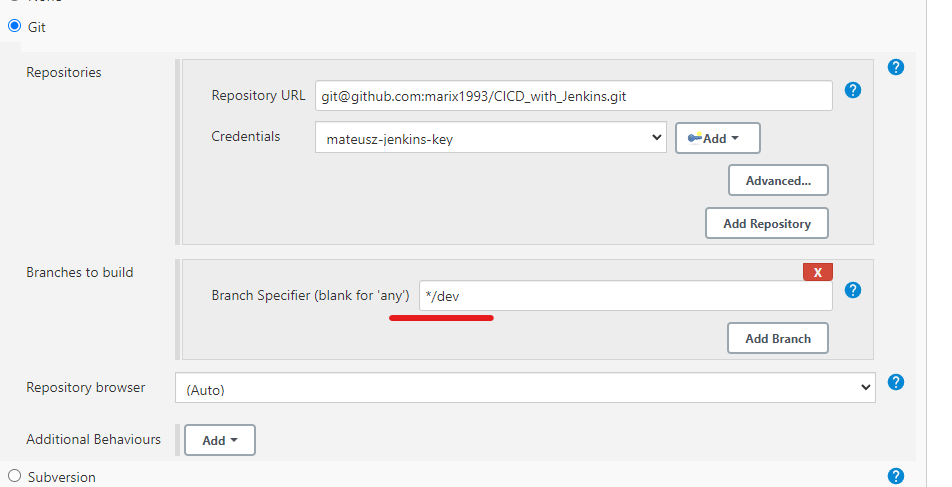 Git
Repositories
Repository URL git@github.com:marix1993/CICD_with_Jenkins.git
Credentials mateusz-jenkins-key Add
Advanced...
Add Repository
Branches to build
X
Branch Specifier (blank for 'any') */dev
Add Branch
Repository browser (Auto)
Additional Behaviours Add
Subversion